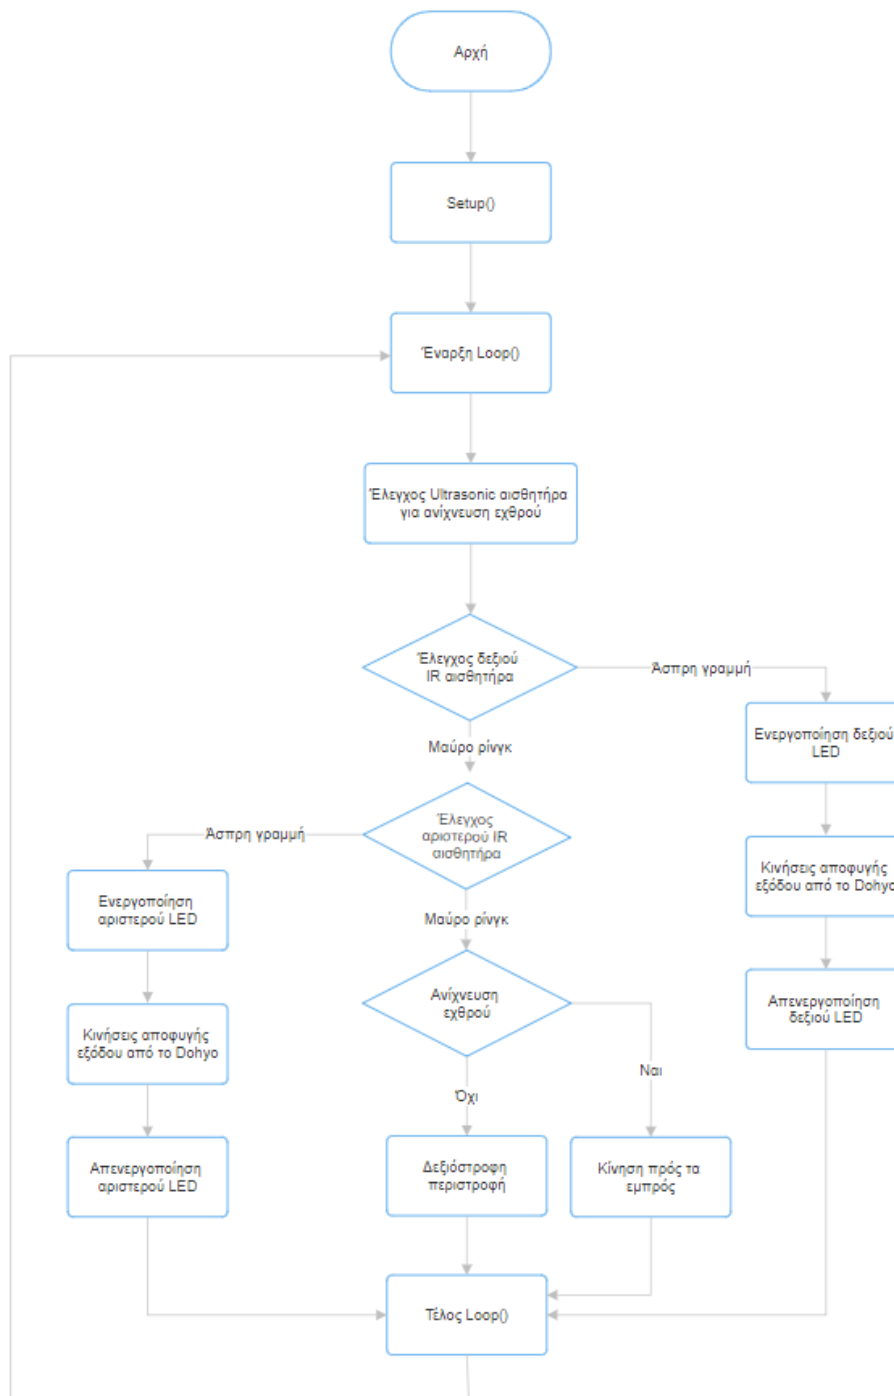 Αρχή
Setup()
Έναρξη Loop()
Έλεγχος Ultrasonic αισθητήρα
για ανίχνευση εχθρού
Έλεγχος δεξιού
IR αισθητήρα
Άσπρη γραμμή
Ενεργοποίηση δεξιού
LED
Μαύρο ρίνγκ
Έλεγχος
αριστερού IR
αισθητήρα
Άσπρη γραμμή
Κινήσεις αποφυγής
εξόδου από το Dohyo
Ενεργοποίηση
αριστερού LED
Μαύρο ρίνγκ
Ανίχνευση
εχθρού
Απενεργοποίηση
δεξιού LED
Κινήσεις αποφυγής
εξόδου από το Dohyo
Ναι
Όχι
Απενεργοποίηση
αριστερού LED
Δεξιόστροφη
περιστροφή
Κίνηση πρός τα
εμπρός
Τέλος Loop()